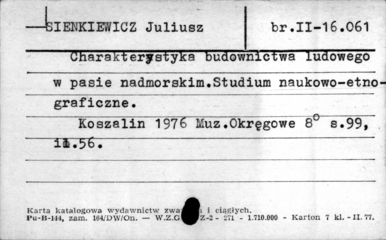 SIENKIEWICZ Juliusz br.II-16.061
Charakterystyka budownictwa ludowego
w pasie nadmorskim.Studium naukowo-etno-
graficzne.
Koszalin 1976 Muz.Okręgowe 8° s.99,
il.56.
Karta katalogowa wydawnictw i ciągłych.
Pu-B-144, zam. 164/DW/On. — W.Z.G Z-2 - 271 - 1.710.000 - Karton 7 kl. - II. 77.